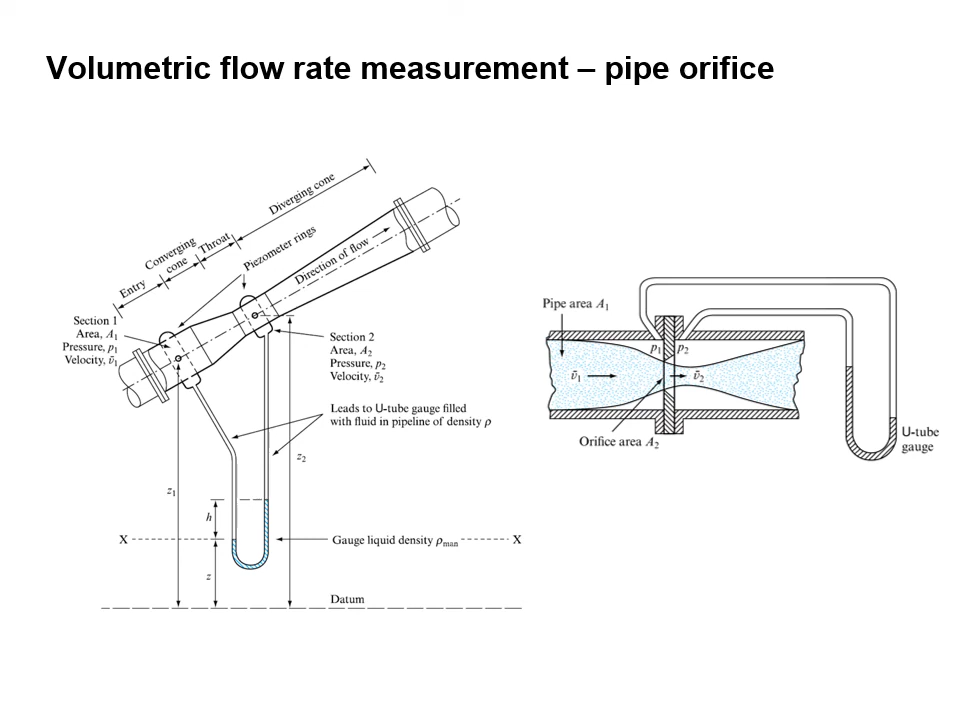 Volumetric flow rate measurement – pipe orifice
Diverging cone
Converging
cone
Throat
Entry
Piezometer rings
Direction of flow
Section 1
Area, A₁
Pressure, p₁
Velocity, v̄₁
Section 2
Area, A₂
Pressure, p₂
Velocity, v̄₂
Leads to U-tube gauge filled
with fluid in pipeline of density ρ
z₂
z₁
h
X
Gauge liquid density ρman
X
z
Datum
Pipe area A₁
p₁ p₂
v̄₁ v̄₂
Orifice area A₂
U-tube
gauge